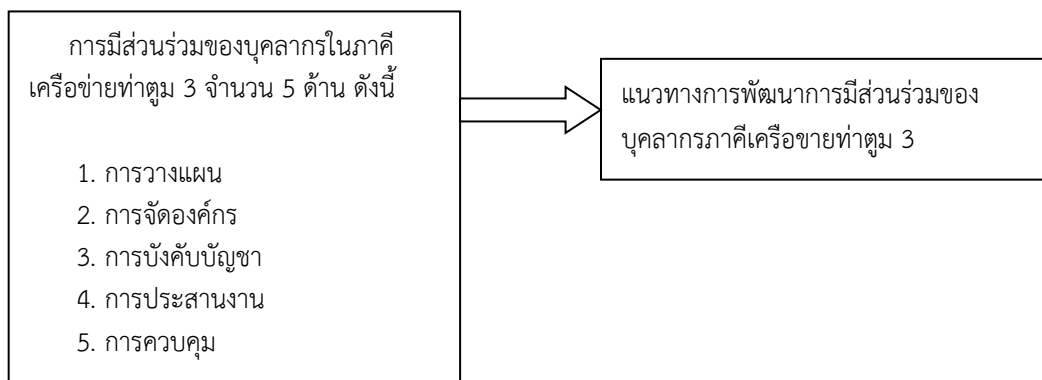 การมีส่วนร่วมของบุคลากรในภาคี
เครือข่ายท่าตูม 3 จำนวน 5 ด้าน ดังนี้
1. การวางแผน
2. การจัดองค์กร
3. การบังคับบัญชา
4. การประสานงาน
5. การควบคุม
แนวทางการพัฒนาการมีส่วนร่วมของ
บุคลากรภาคีเครือขายท่าตูม 3